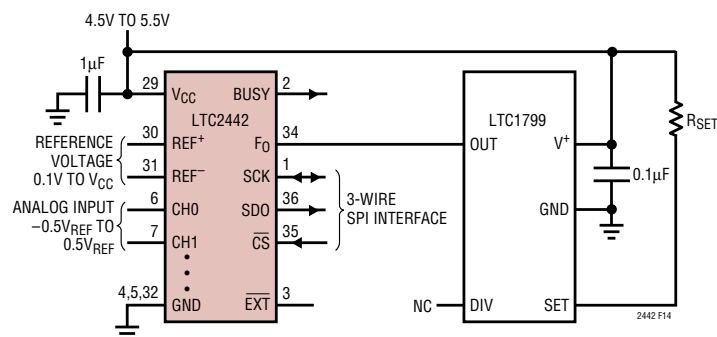 4.5V TO 5.5V
1µF
29
VCC
BUSY
2
LTC2442
LTC1799
REFERENCE
VOLTAGE
0.1V TO VCC
30
REF+
FO
34
OUT
V+
RSET
31
REF–
SCK
1
0.1µF
ANALOG INPUT
–0.5VREF TO
0.5VREF
6
CH0
SDO
36
3-WIRE
SPI INTERFACE
GND
7
CH1
CS
35
4,5,32
GND
EXT
3
NC
DIV
SET
2442 F14